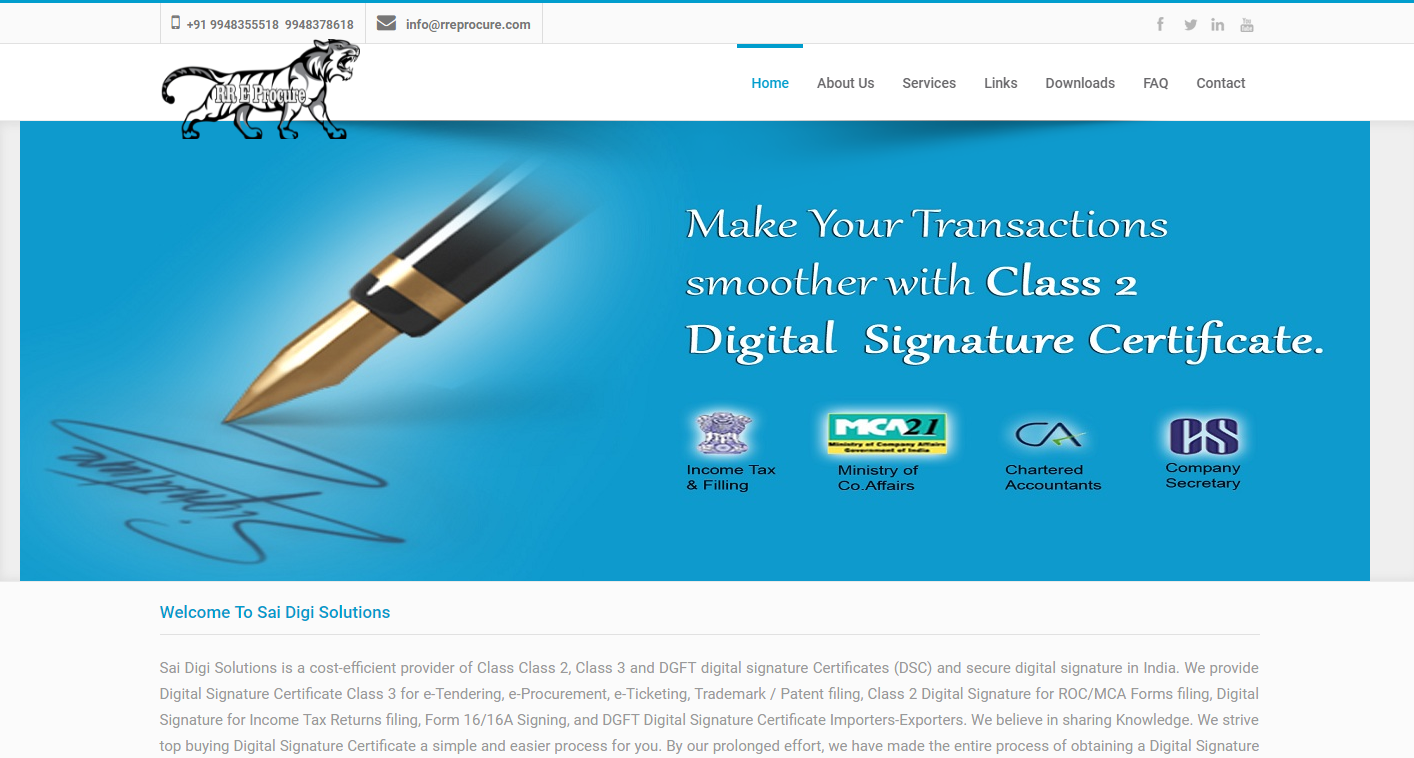 +91 9948355518 9948378618
info@rreprocure.com
RR E Procure
Home About Us Services Links Downloads FAQ Contact
Make Your Transactions
smoother with Class 2
Digital Signature Certificate.
Signature
MCA21
Ministry of Company Affairs
Government of India
CA
CS
Income Tax
& Filling
Ministry of
Co.Affairs
Chartered
Accountants
Company
Secretary
Welcome To Sai Digi Solutions
Sai Digi Solutions is a cost-efficient provider of Class Class 2, Class 3 and DGFT digital signature Certificates (DSC) and secure digital signature in India. We provide
Digital Signature Certificate Class 3 for e-Tendering, e-Procurement, e-Ticketing, Trademark / Patent filing, Class 2 Digital Signature for ROC/MCA Forms filing, Digital
Signature for Income Tax Returns filing, Form 16/16A Signing, and DGFT Digital Signature Certificate Importers-Exporters. We believe in sharing Knowledge. We strive
top buying Digital Signature Certificate a simple and easier process for you. By our prolonged effort, we have made the entire process of obtaining a Digital Signature